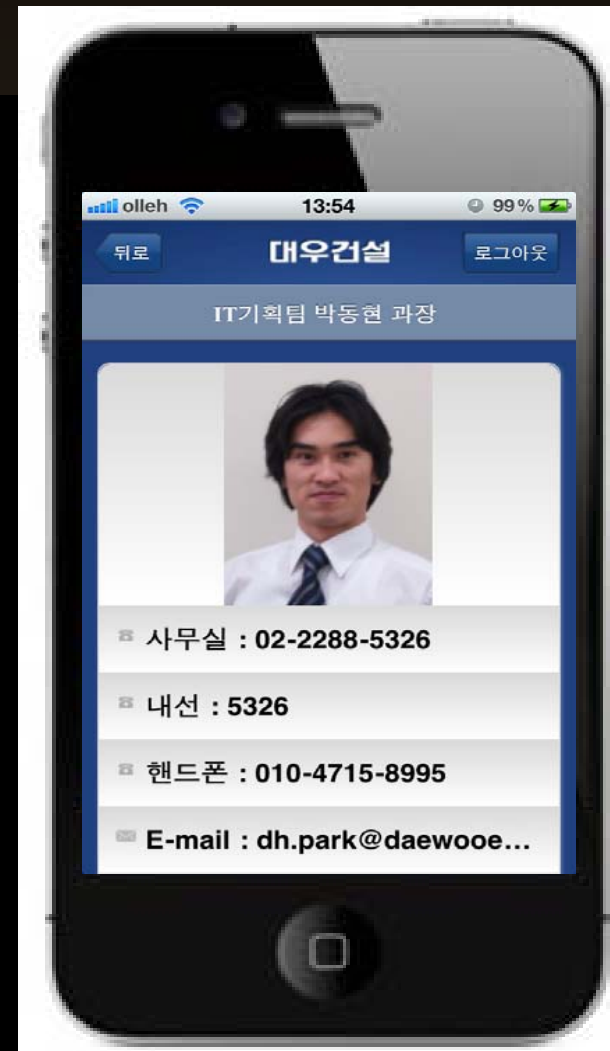 olleh 13:54 99%
뒤로 대우건설 로그아웃
IT기획팀 박동현 과장
사무실 : 02-2288-5326
내선 : 5326
핸드폰 : 010-4715-8995
E-mail : dh.park@daewooe...